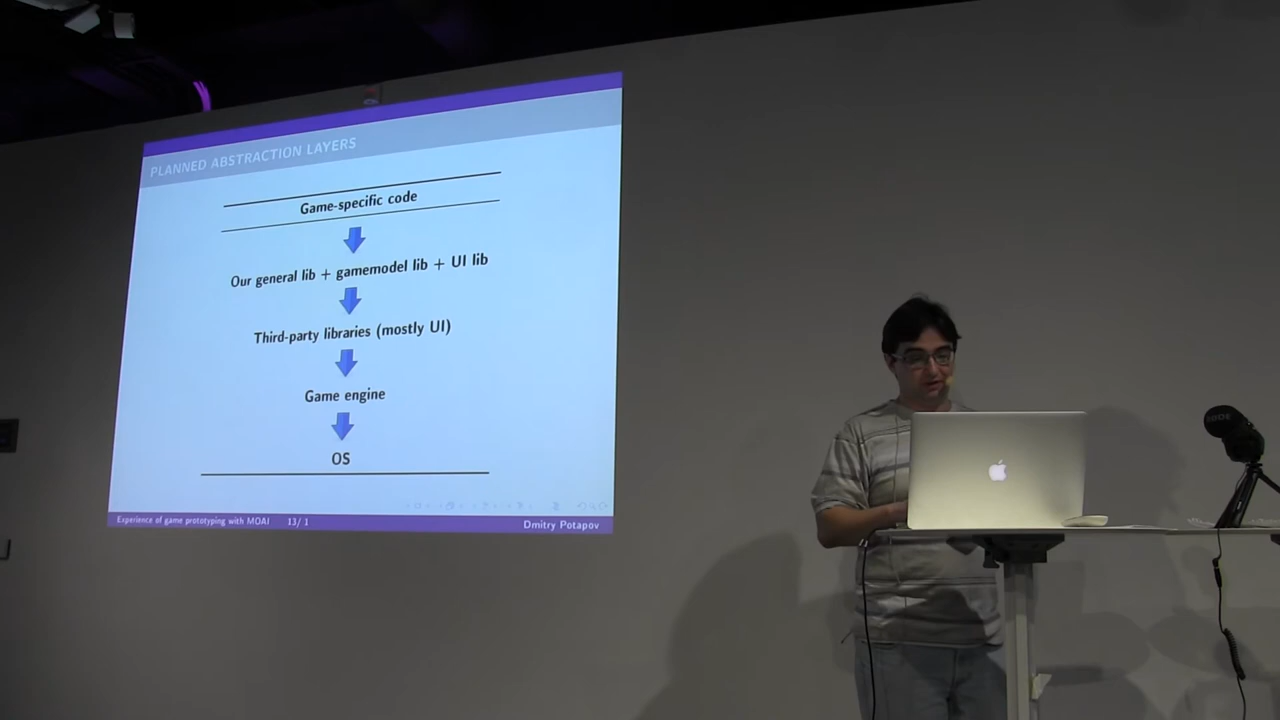 PLANNED ABSTRACTION LAYERS
Game-specific code
Our general lib + gamemodel lib + UI lib
Third-party libraries (mostly UI)
Game engine
OS
Experience of game prototyping with MOAI 13/ 1 Dmitry Potapov
RODE